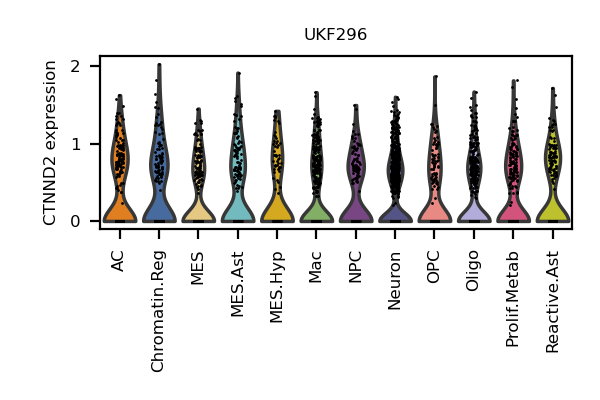 UKF296
CTNND2 expression
2
1
0
AC
Chromatin.Reg
MES
MES.Ast
MES.Hyp
Mac
NPC
Neuron
OPC
Oligo
Prolif.Metab
Reactive.Ast